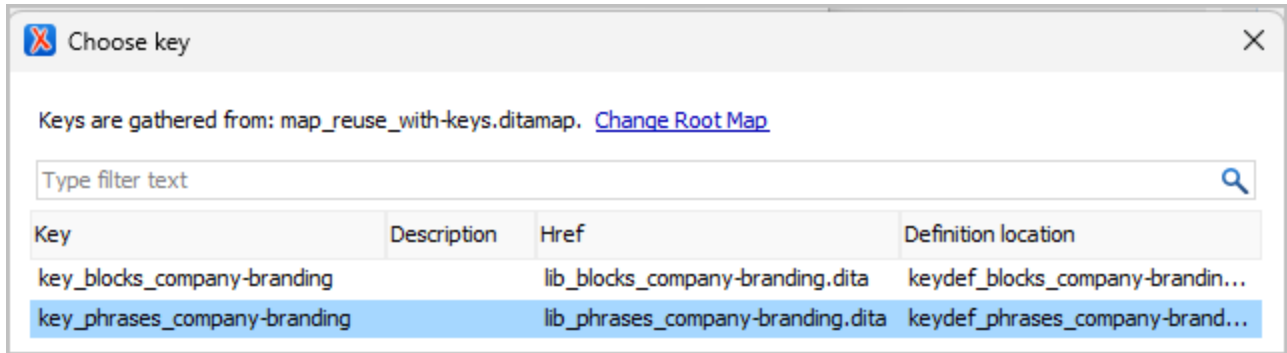 Choose key
Keys are gathered from: map_reuse_with-keys.ditamap. Change Root Map
Type filter text
Key Description Href Definition location
key_blocks_company-branding lib_blocks_company-branding.dita keydef_blocks_company-brandin...
key_phrases_company-branding lib_phrases_company-branding.dita keydef_phrases_company-brand...